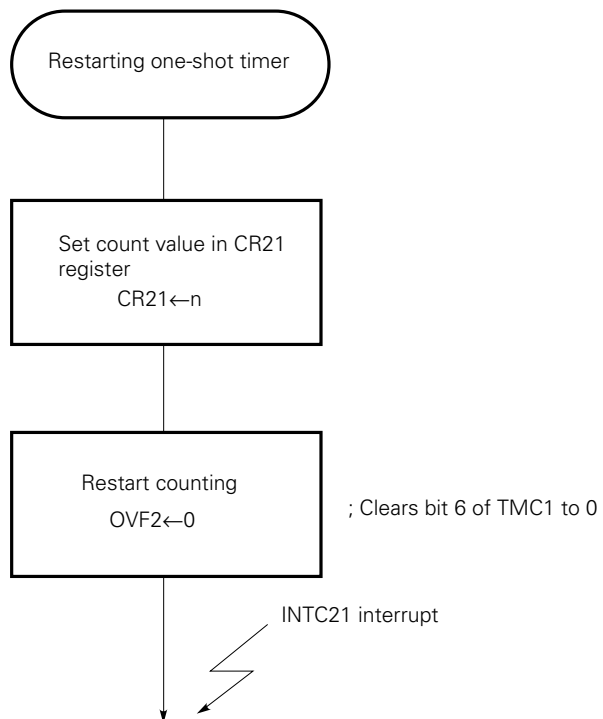 Restarting one-shot timer
Set count value in CR21
register
CR21←n
Restart counting
OVF2←0
; Clears bit 6 of TMC1 to 0
INTC21 interrupt